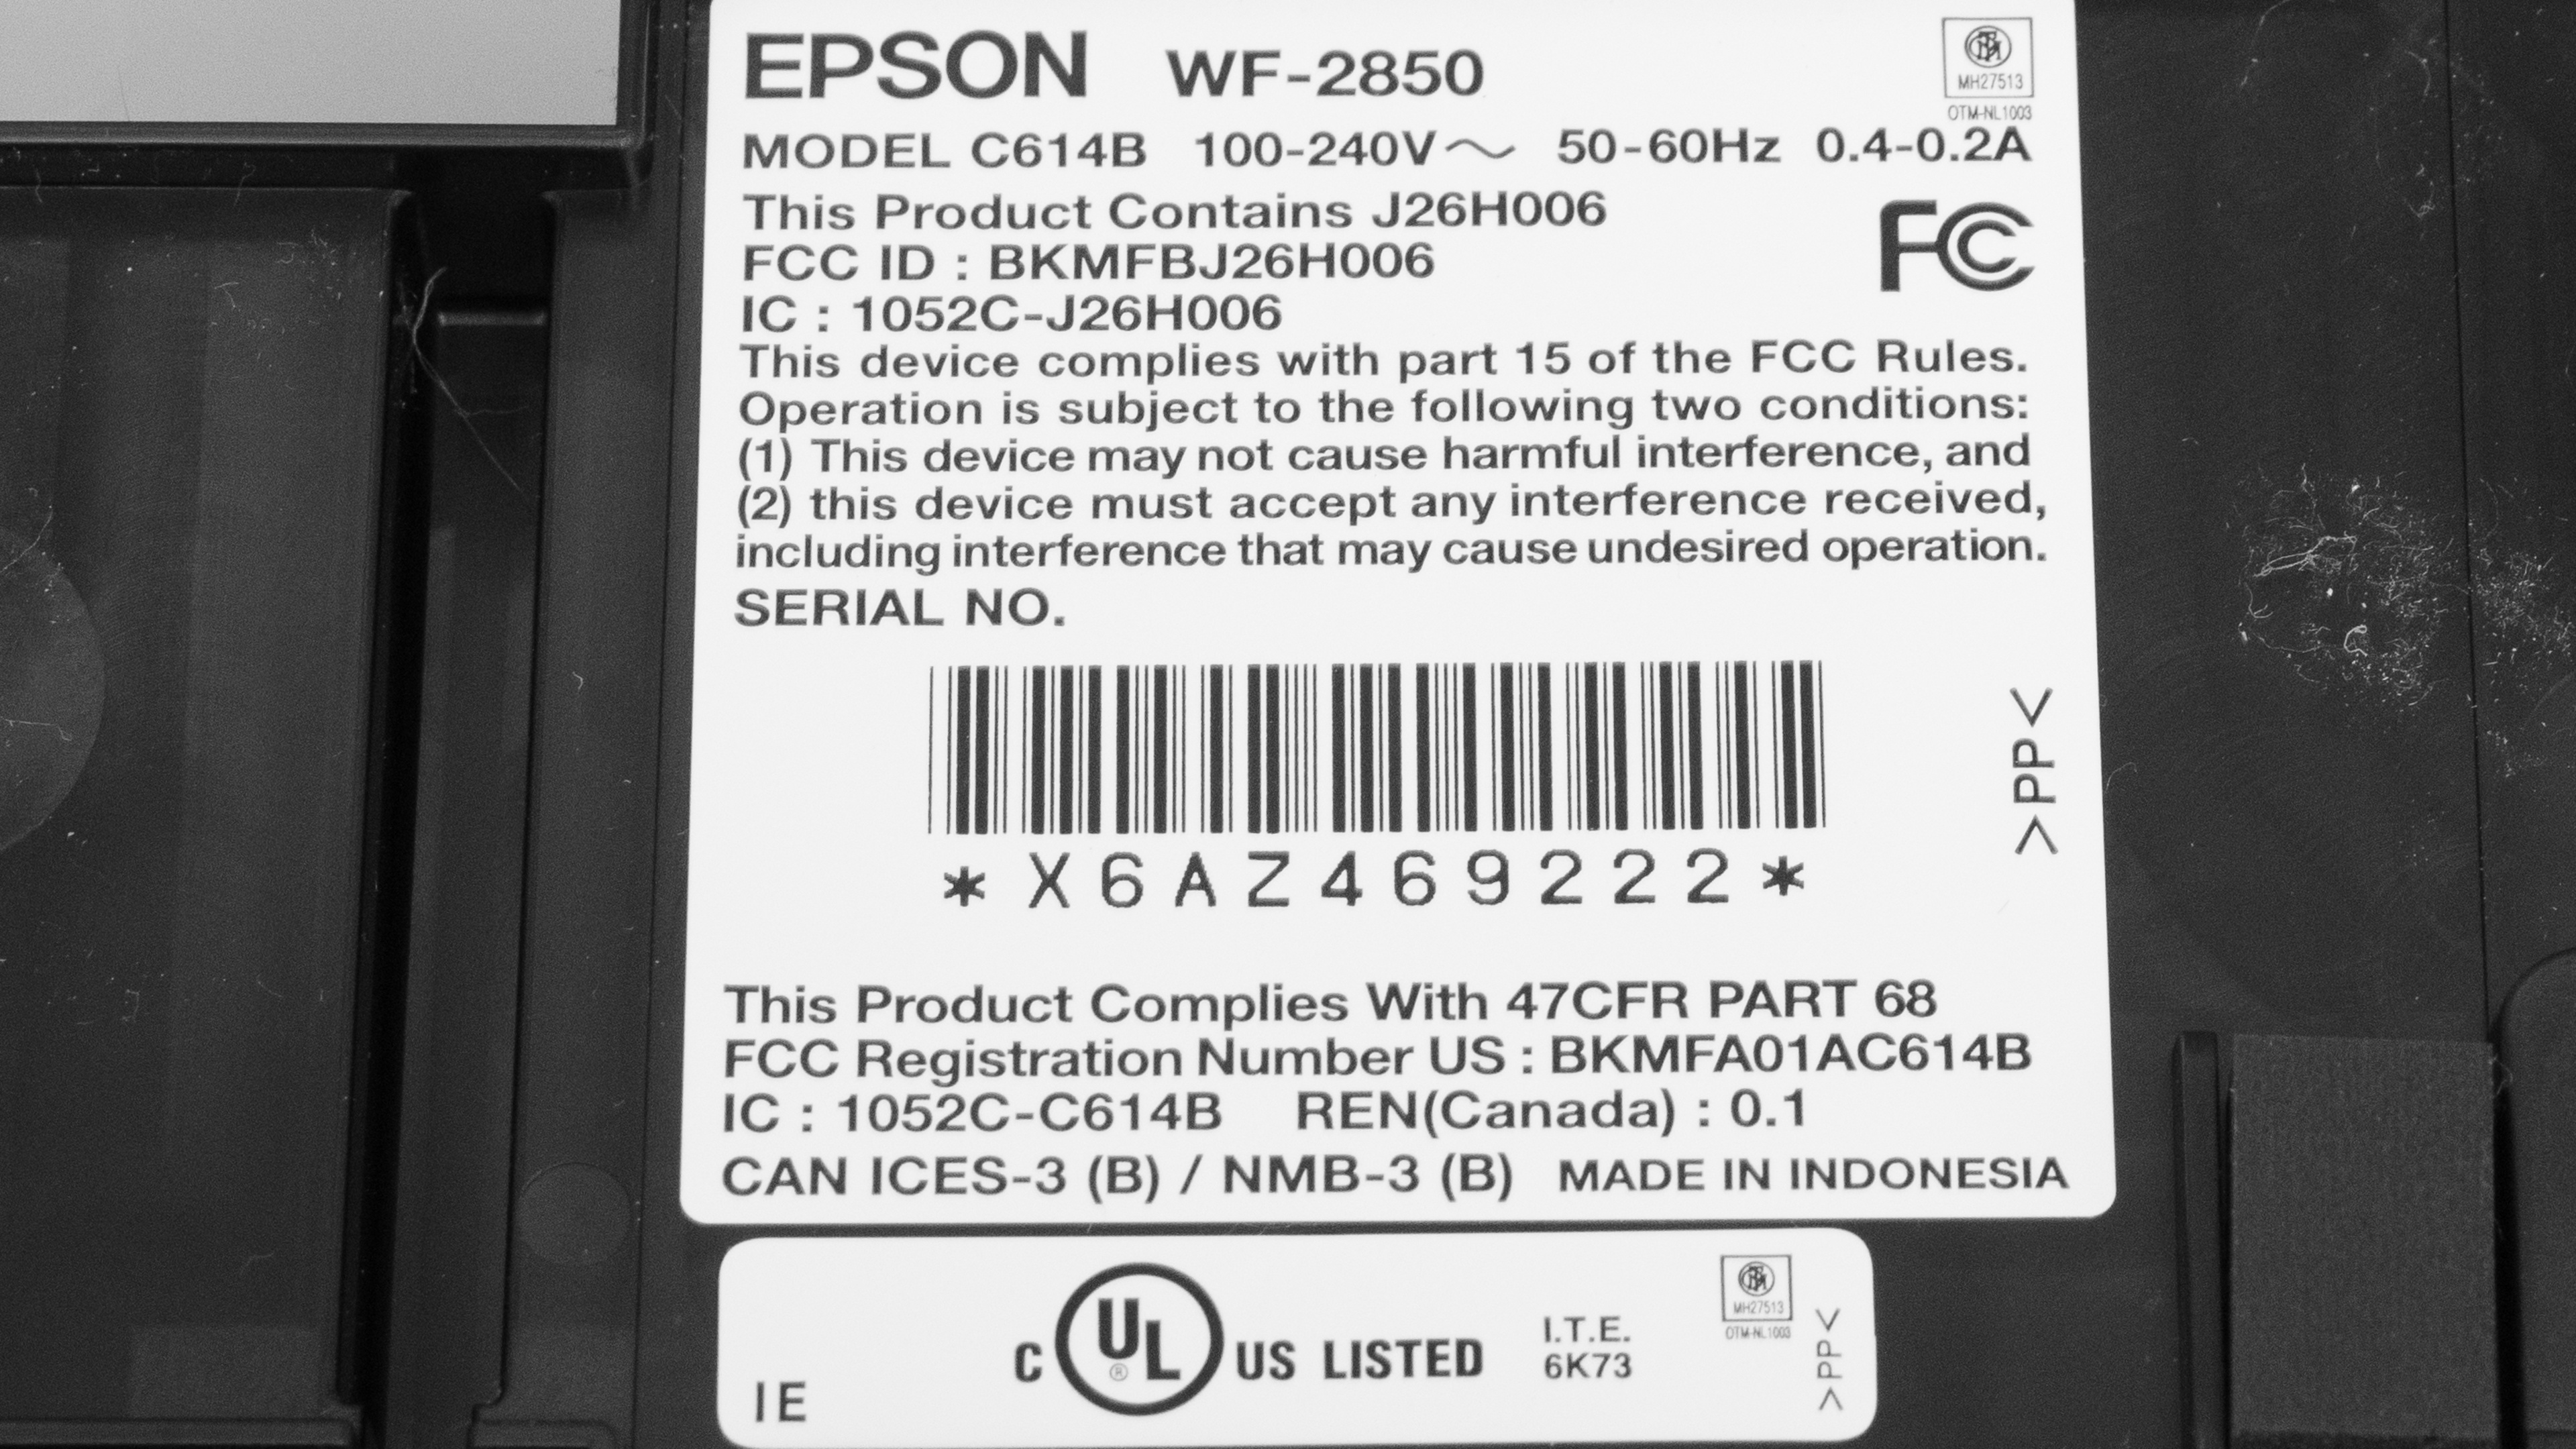 EPSON WF-2850
MH27513
OTM-NL1003
MODEL C614B 100-240V～ 50-60Hz 0.4-0.2A
This Product Contains J26H006
FCC ID : BKMFBJ26H006
IC : 1052C-J26H006
FC
This device complies with part 15 of the FCC Rules.
Operation is subject to the following two conditions:
(1) This device may not cause harmful interference, and
(2) this device must accept any interference received,
including interference that may cause undesired operation.
SERIAL NO.
*X6AZ469222*
>PP<
This Product Complies With 47CFR PART 68
FCC Registration Number US : BKMFA01AC614B
IC : 1052C-C614B REN(Canada) : 0.1
CAN ICES-3 (B) / NMB-3 (B) MADE IN INDONESIA
IE
C UL ® US LISTED
I.T.E.
6K73
MH27513
OTM-NL1003
>PP<